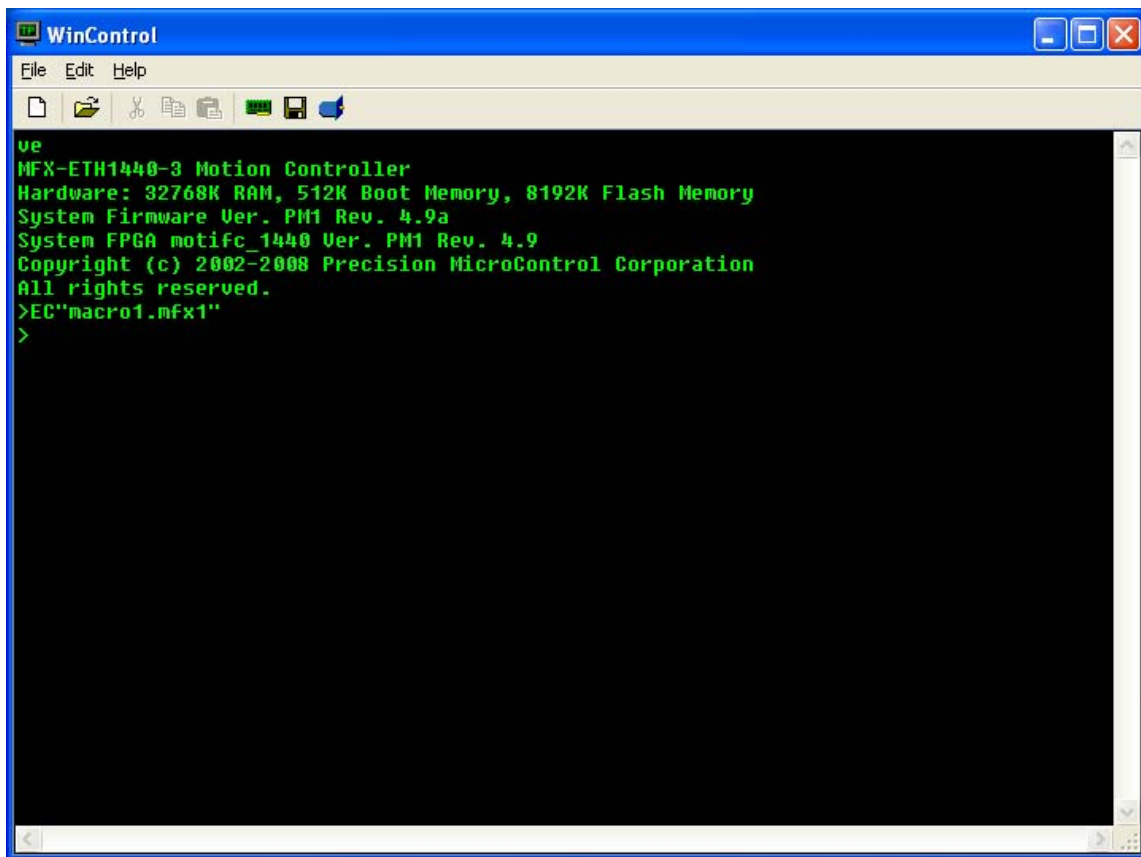 TP WinControl
File Edit Help
ve
MFX-ETH1440-3 Motion Controller
Hardware: 32768K RAM, 512K Boot Memory, 8192K Flash Memory
System Firmware Ver. PM1 Rev. 4.9a
System FPGA motifc_1440 Ver. PM1 Rev. 4.9
Copyright (c) 2002-2008 Precision MicroControl Corporation
All rights reserved.
>EC"macro1.mfx1"
>